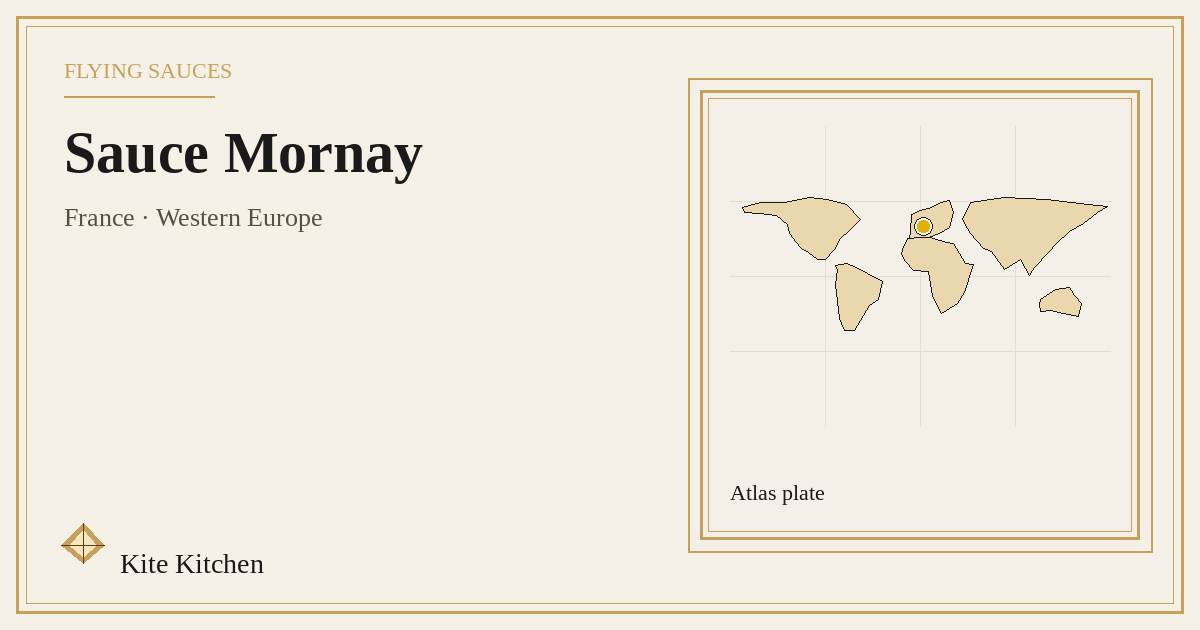 FLYING SAUCES
Sauce Mornay
France · Western Europe
Atlas plate
Kite Kitchen